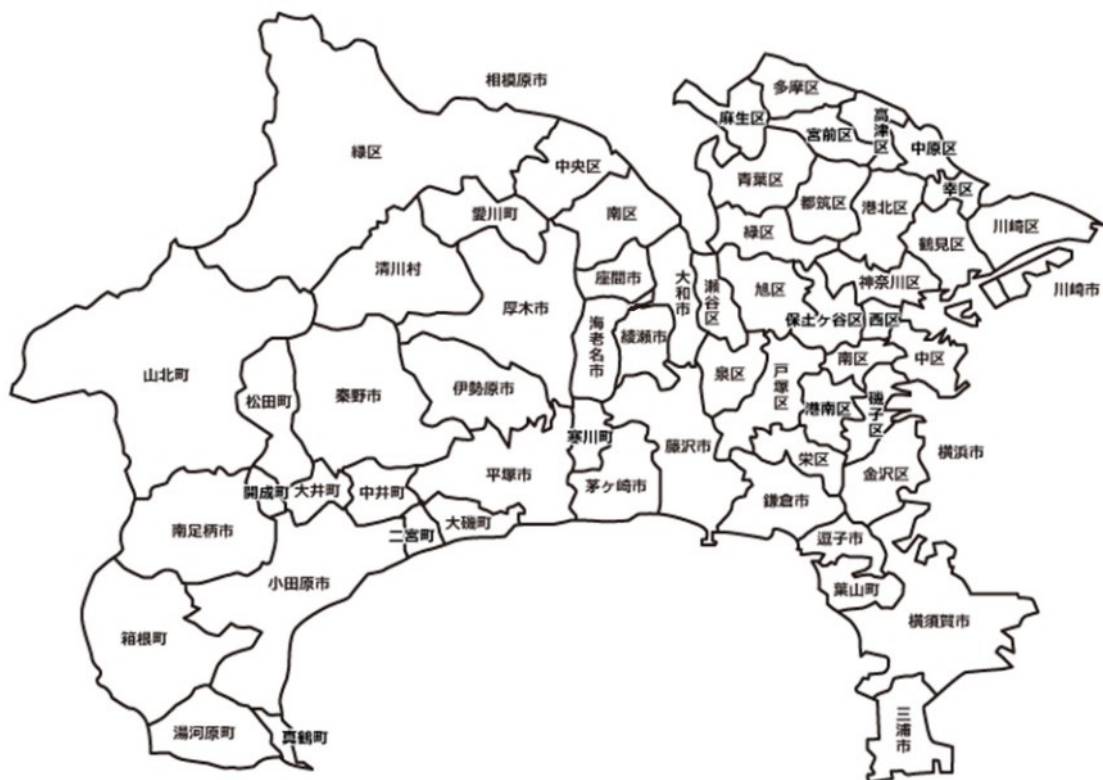 相模原市
緑区
中央区
愛川町
南区
清川村
座間市
厚木市
大和市
海老名市
綾瀬市
瀬谷区
多摩区
麻生区
宮前区
高津区
中原区
青葉区
都筑区
港北区
幸区
川崎区
緑区
鶴見区
旭区
神奈川区
川崎市
保土ヶ谷区
西区
山北町
松田町
秦野市
伊勢原市
泉区
戸塚区
南区
中区
港南区
磯子区
寒川町
藤沢市
横浜市
栄区
金沢区
開成町
大井町
中井町
平塚市
茅ヶ崎市
鎌倉市
南足柄市
二宮町
大磯町
逗子市
小田原市
葉山町
箱根町
横須賀市
湯河原町
真鶴町
三浦市